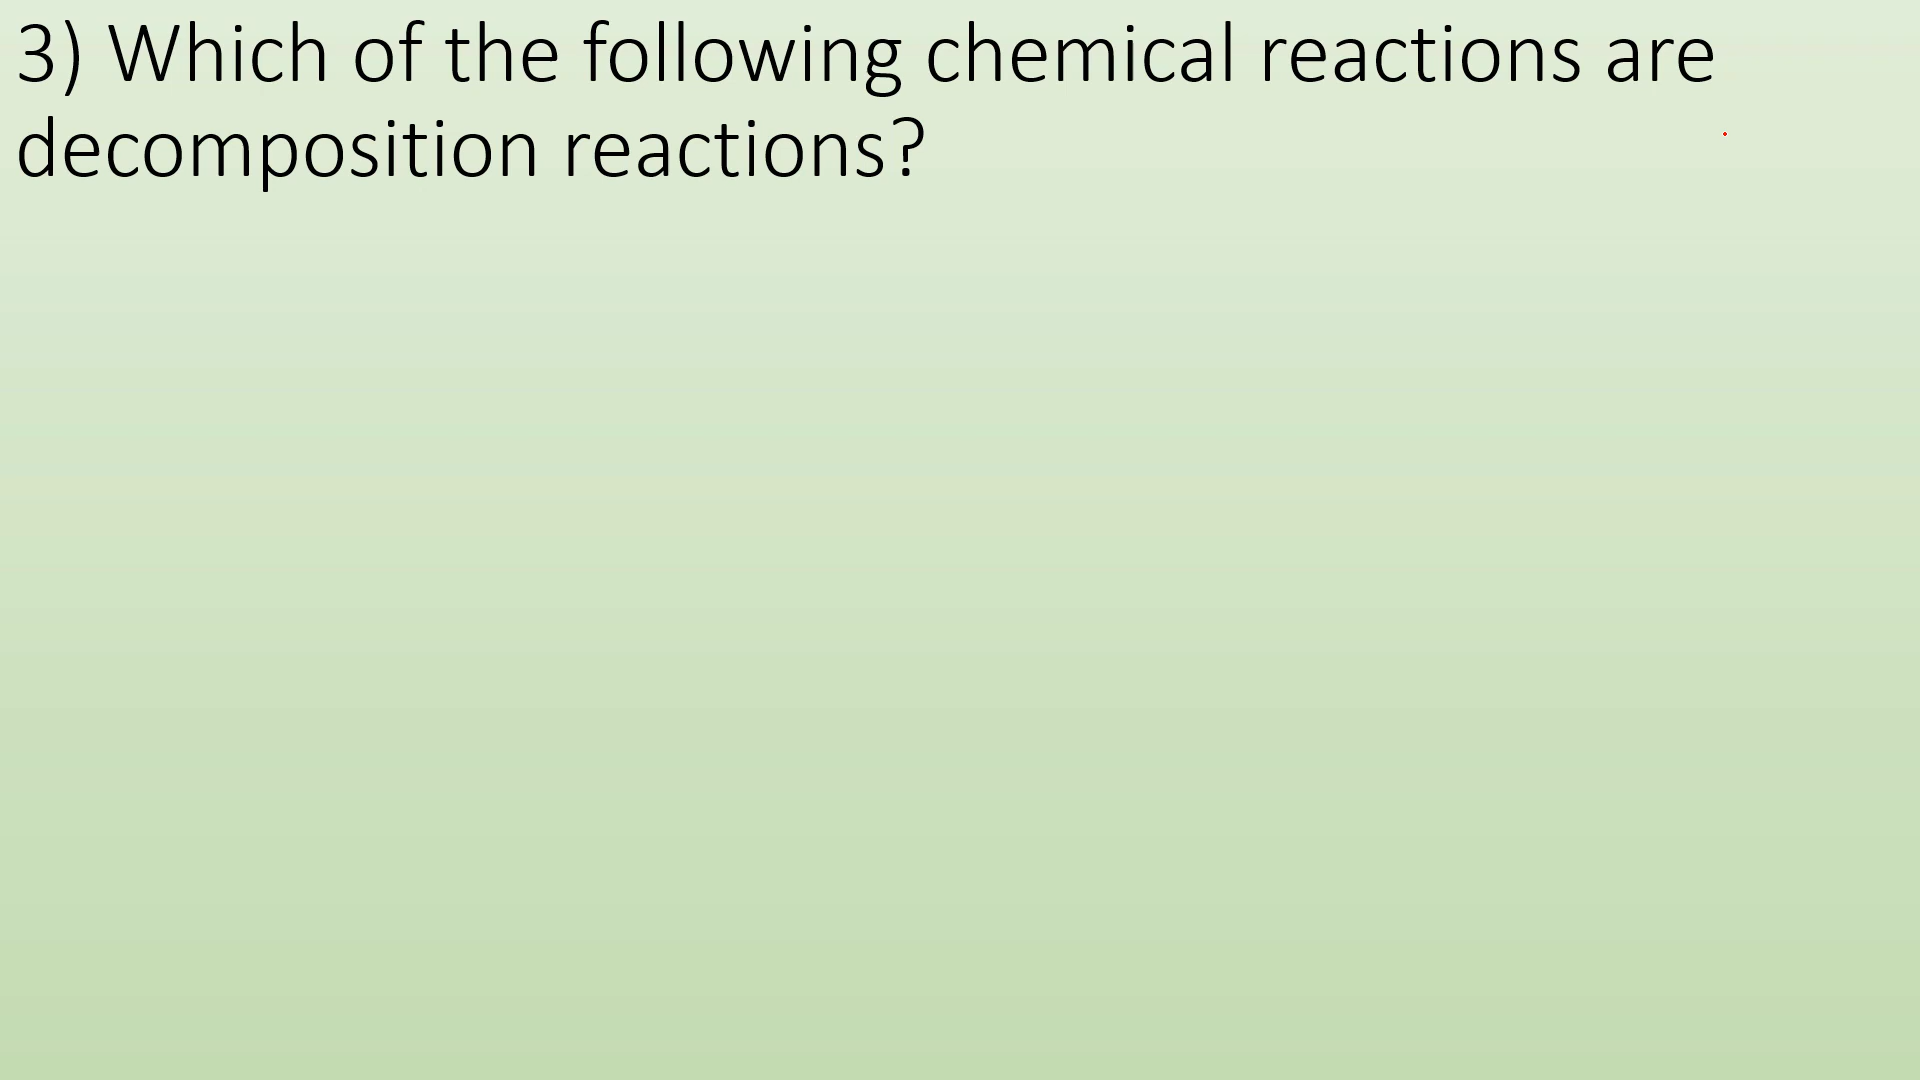 3) Which of the following chemical reactions are
decomposition reactions?